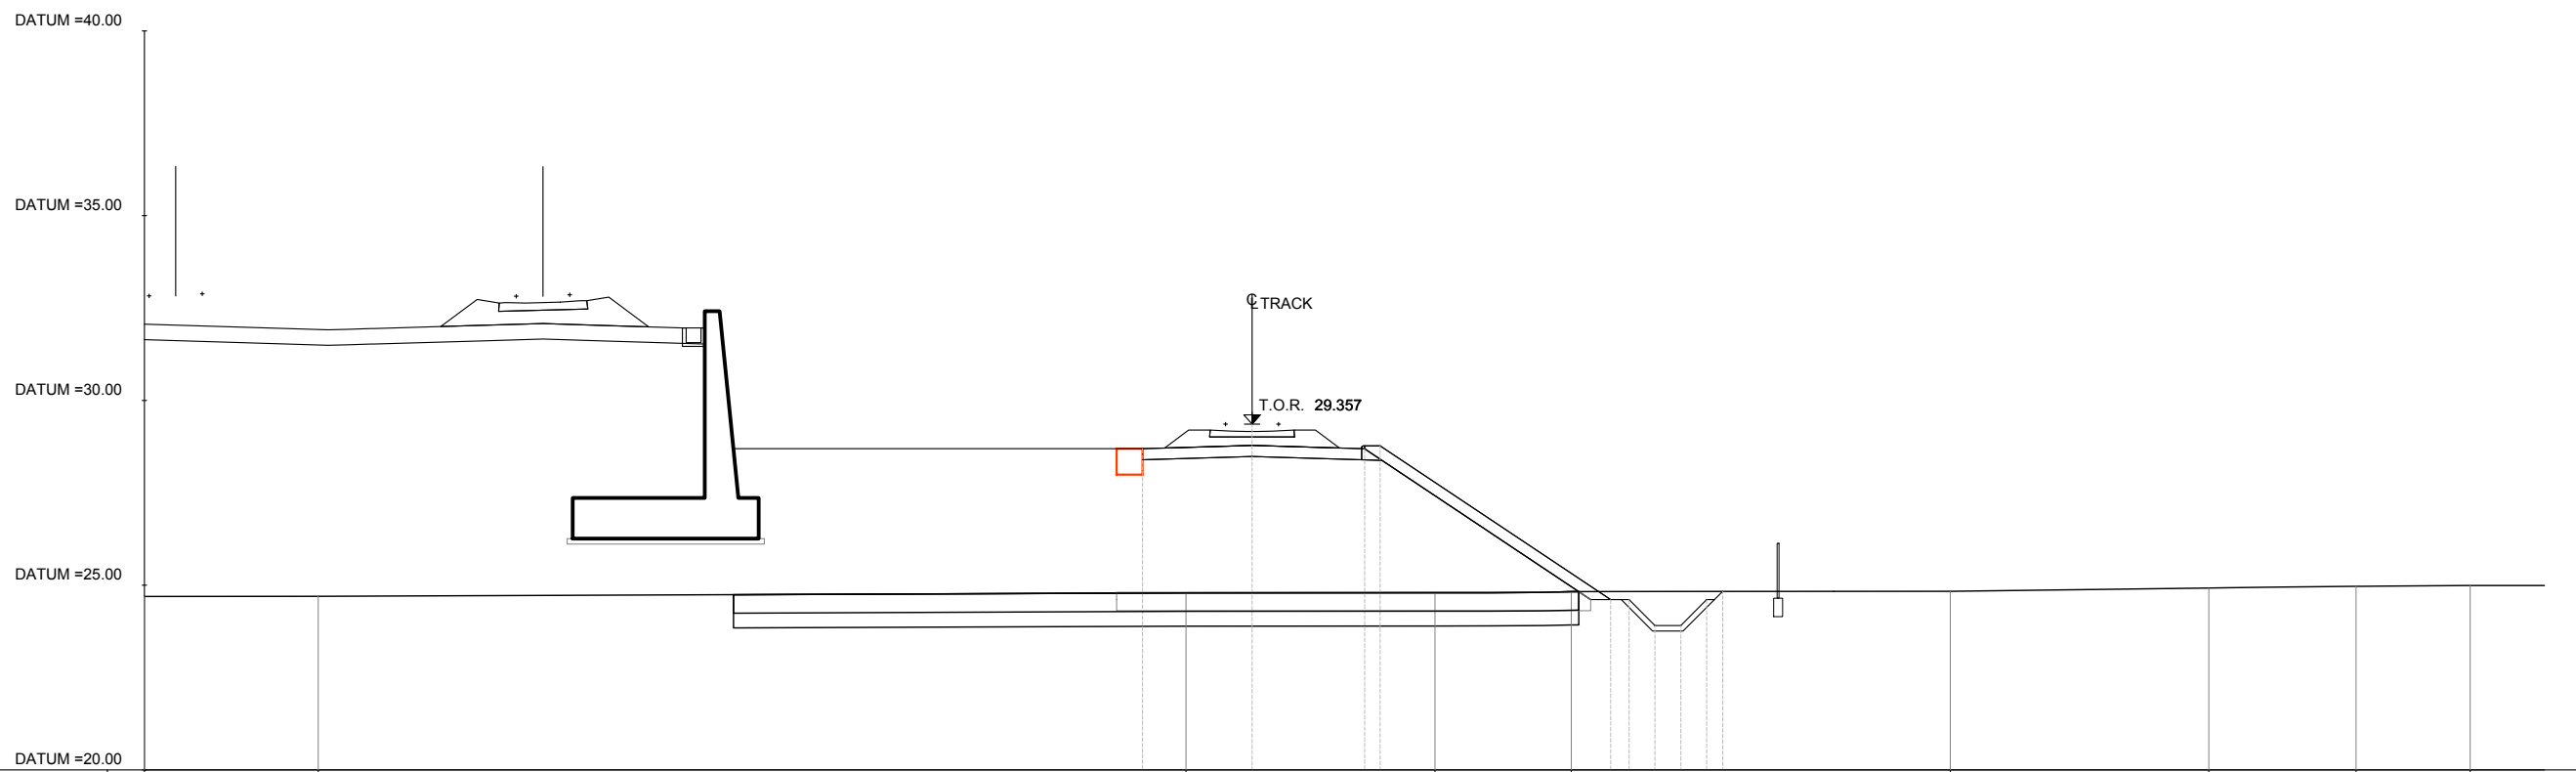 DATUM =40.00
DATUM =35.00
℄ TRACK
DATUM =30.00
T.O.R. 29.357
DATUM =25.00
DATUM =20.00